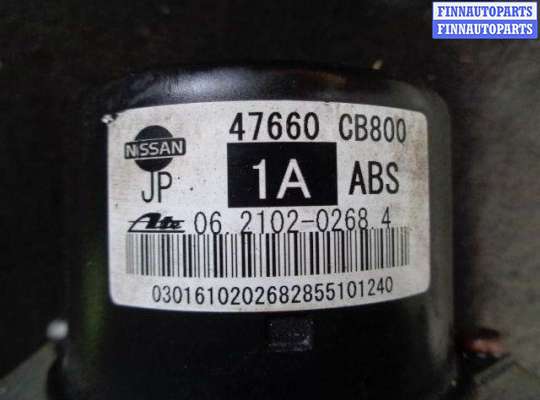 FINNAUTOPARTS
FINNAUTOPARTS
47660 CB800
NISSAN
JP 1A ABS
Ate 06.2102-0268.4
0301610202682855101240